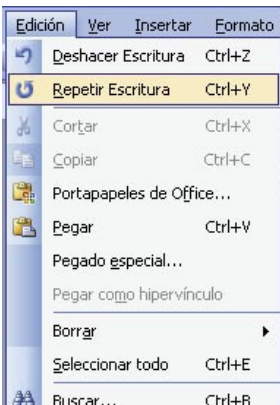 Edición Ver Insertar Formato
Deshacer Escritura Ctrl+Z
Repetir Escritura Ctrl+Y
Cortar Ctrl+X
Copiar Ctrl+C
Portapapeles de Office...
Pegar Ctrl+V
Pegado especial...
Pegar como hipervínculo
Borrar
Seleccionar todo Ctrl+E
Buscar... Ctrl+B